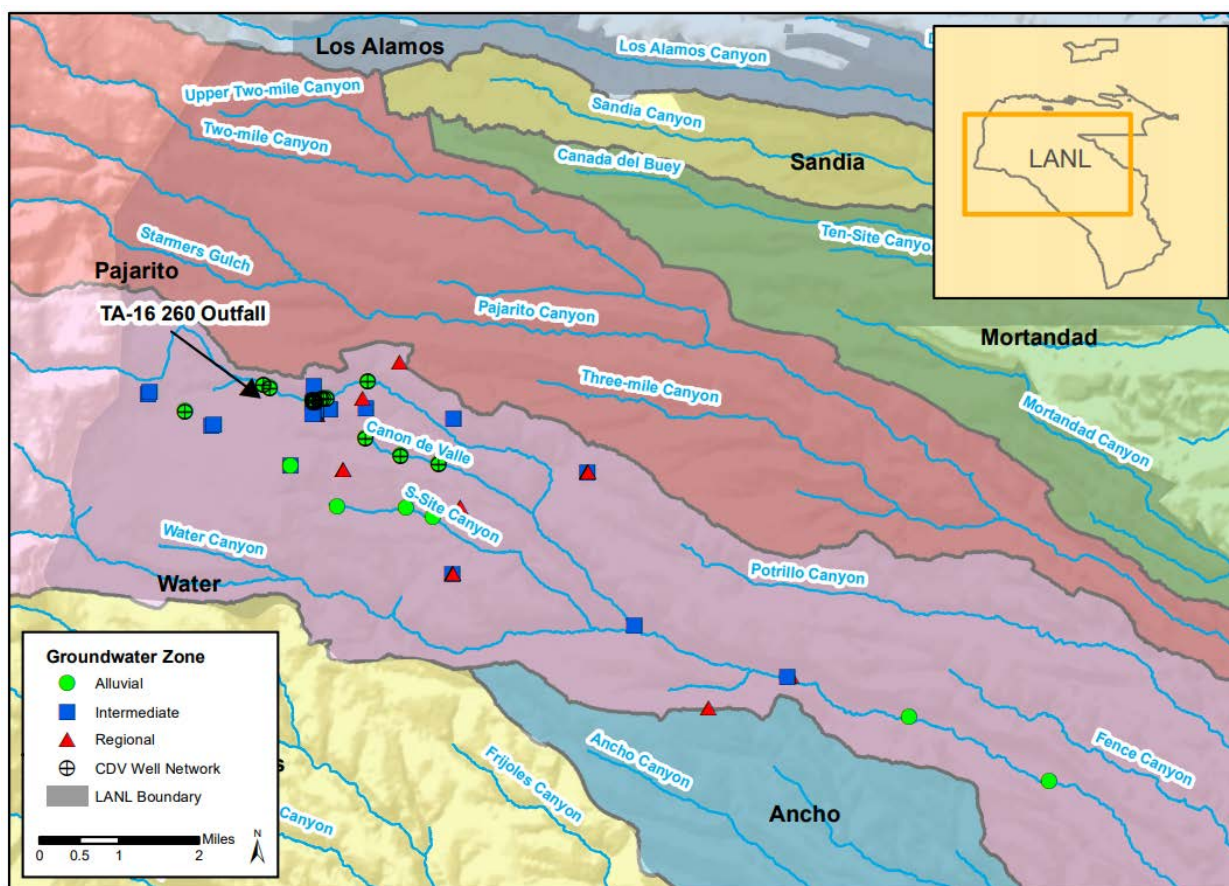 Los Alamos
Los Alamos Canyon
Upper Two-mile Canyon
Sandia Canyon
Two-mile Canyon
Canada del Buey
Sandia
LANL
Ten-Site Canyo
Starmers Gulch
Pajarito
TA-16 260 Outfall
Pajarito Canyon
Mortandad
Three-mile Canyon
Mortandad Canyon
Canon de Valle
S-Site Canyon
Water Canyon
Water
Potrillo Canyon
Groundwater Zone
Alluvial
Intermediate
Regional
CDV Well Network
LANL Boundary
Miles
N
0 0.5 1 2
Frijoles Canyon
Canyon
Ancho Canyon
Ancho
Fence Canyon